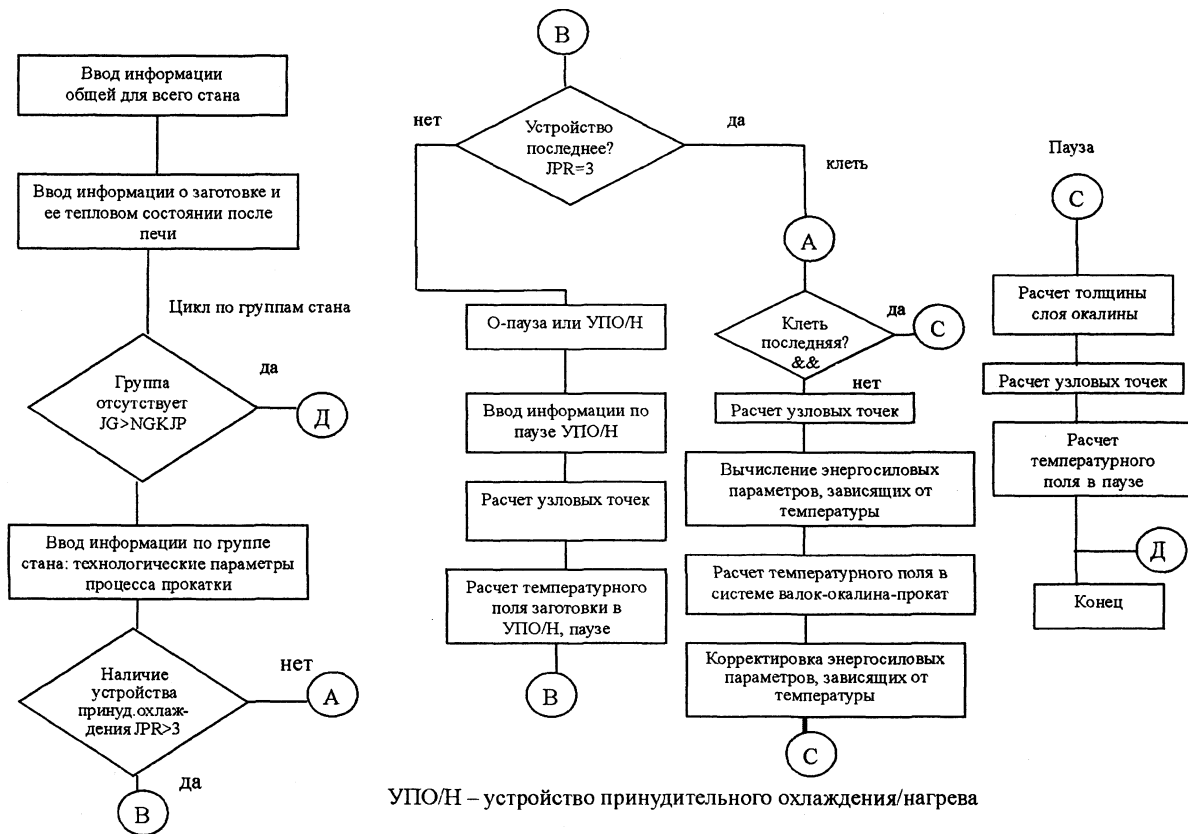 Ввод информации
общей для всего стана
Ввод информации о заготовке и
ее тепловом состоянии после
печи
Цикл по группам стана
Группа
отсутствует
JG>NGKJP
да
Д
Ввод информации по группе
стана: технологические параметры
процесса прокатки
Наличие
устройства
принуд.охлаж-
дения JPR>3
нет
А
да
В
В
Устройство
последнее?
JPR=3
нет
да
клеть
О-пауза или УПО/Н
Ввод информации по
паузе УПО/Н
Расчет узловых точек
Расчет температурного
поля заготовки в
УПО/Н, паузе
В
А
Клеть
последняя?
&&
да
С
нет
Расчет узловых точек
Вычисление энергосиловых
параметров, зависящих от
температуры
Расчет температурного поля в
системе валок-окалина-прокат
Корректировка энергосиловых
параметров, зависящих от
температуры
С
Пауза
С
Расчет толщины
слоя окалины
Расчет узловых точек
Расчет
температурного
поля в паузе
Д
Конец
УПО/Н – устройство принудительного охлаждения/нагрева